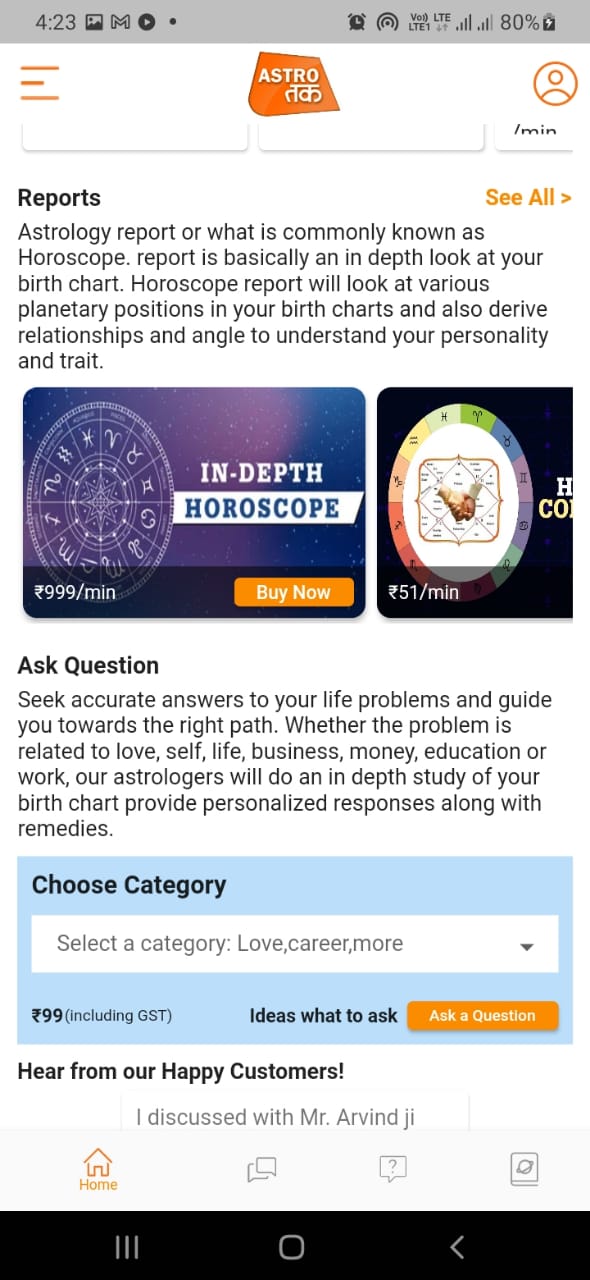 4:23
Vo)) LTE
LTE1
80%
ASTRO
तक
/min
Reports
See All >
Astrology report or what is commonly known as
Horoscope. report is basically an in depth look at your
birth chart. Horoscope report will look at various
planetary positions in your birth charts and also derive
relationships and angle to understand your personality
and trait.
IN-DEPTH
HOROSCOPE
₹999/min
Buy Now
H
CO
₹51/min
Ask Question
Seek accurate answers to your life problems and guide
you towards the right path. Whether the problem is
related to love, self, life, business, money, education or
work, our astrologers will do an in depth study of your
birth chart provide personalized responses along with
remedies.
Choose Category
Select a category: Love,career,more
₹99(including GST)
Ideas what to ask
Ask a Question
Hear from our Happy Customers!
I discussed with Mr. Arvind ji
Home